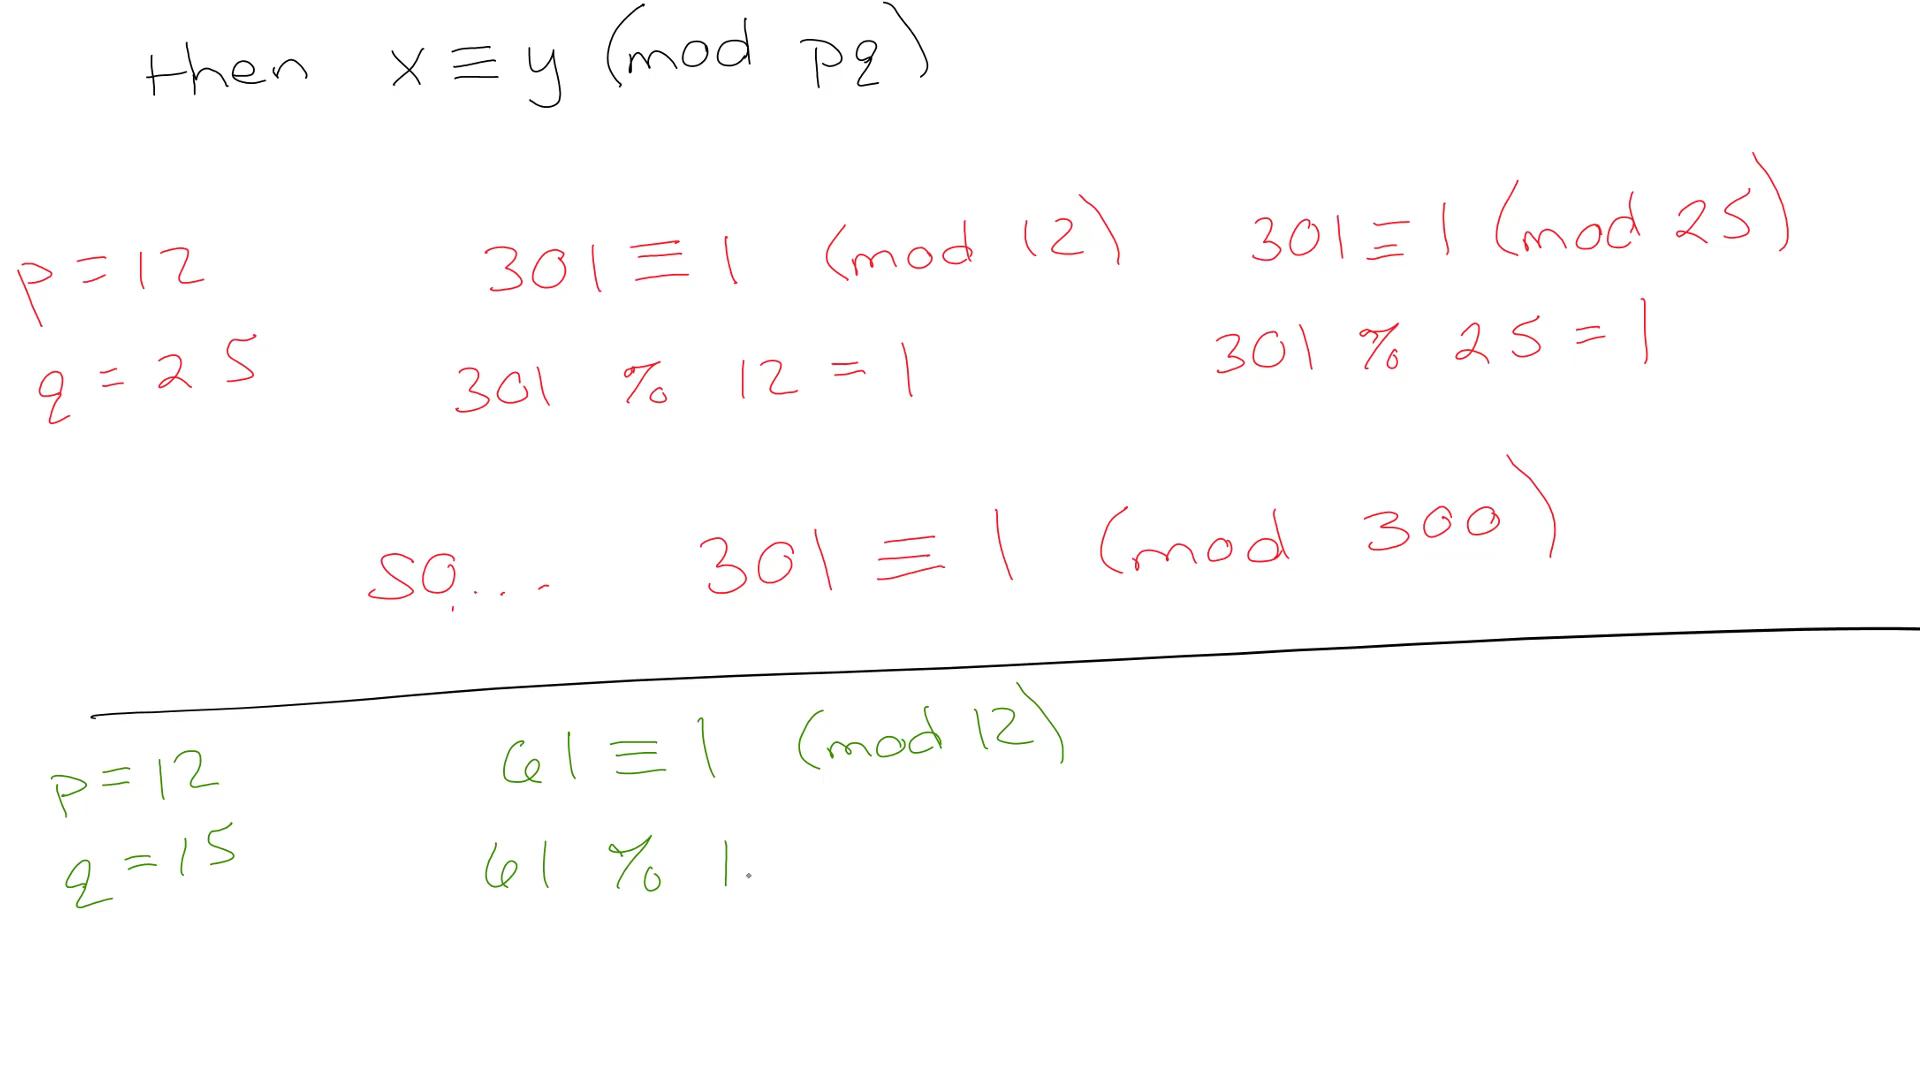 then x ≡ y (mod pq)
p = 12 301 ≡ 1 (mod 12) 301 ≡ 1 (mod 25)
q = 25 301 % 12 = 1 301 % 25 = 1
so... 301 ≡ 1 (mod 300)
p = 12 61 ≡ 1 (mod 12)
q = 15 61 % 1